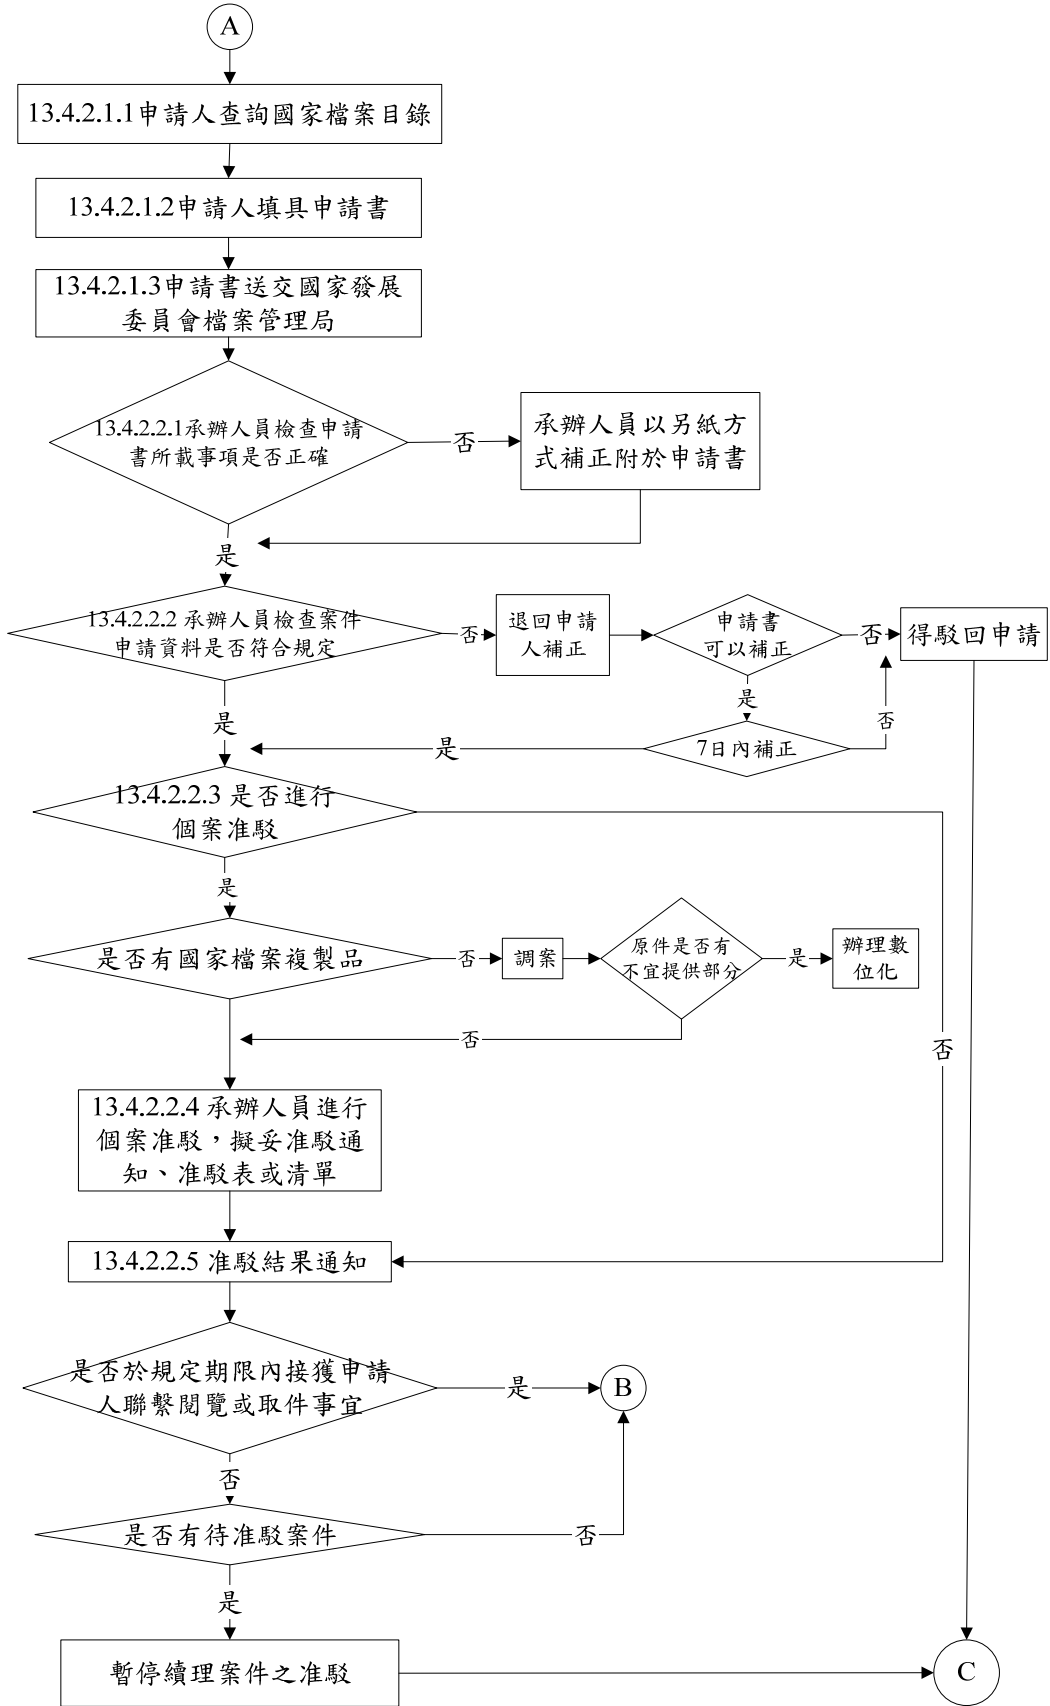 A
13.4.2.1.1申請人查詢國家檔案目錄
13.4.2.1.2申請人填具申請書
13.4.2.1.3申請書送交國家發展
委員會檔案管理局
13.4.2.2.1承辦人員檢查申請
書所載事項是否正確
否
承辦人員以另紙方
式補正附於申請書
是
13.4.2.2.2 承辦人員檢查案件
申請資料是否符合規定
否
退回申請
人補正
申請書
可以補正
否
得駁回申請
是
是
7日內補正
否
是
13.4.2.2.3 是否進行
個案准駁
是
否
是否有國家檔案複製品
否
調案
原件是否有
不宜提供部分
是
辦理數
位化
否
13.4.2.2.4 承辦人員進行
個案准駁，擬妥准駁通
知、准駁表或清單
13.4.2.2.5 准駁結果通知
是否於規定期限內接獲申請
人聯繫閱覽或取件事宜
是
B
否
是否有待准駁案件
否
是
暫停續理案件之准駁
C